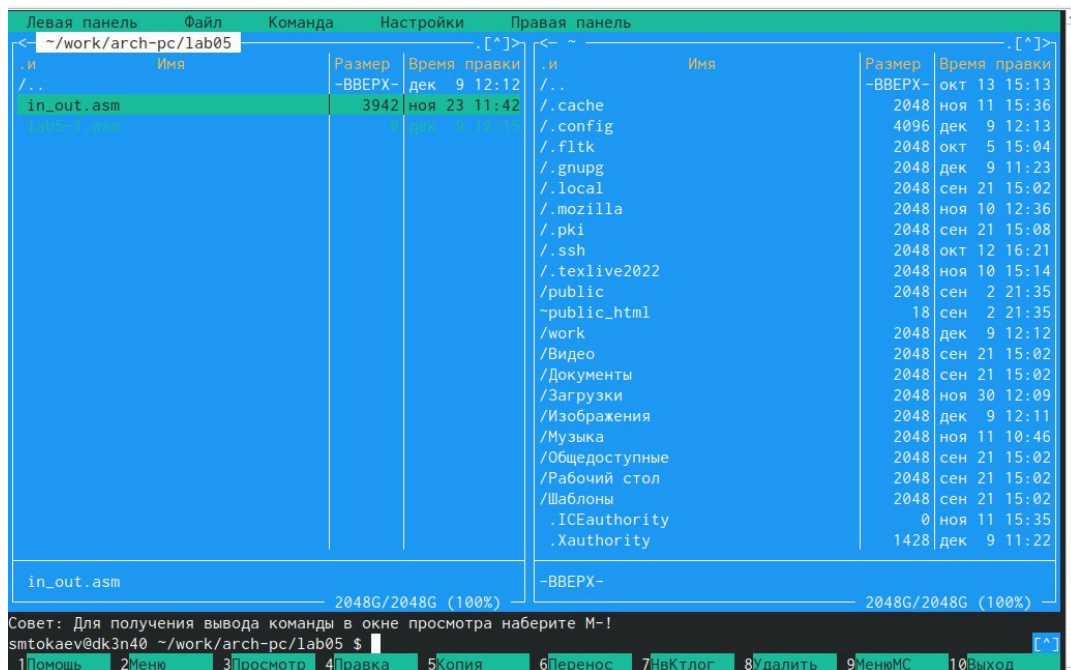 Левая панель Файл Команда Настройки Правая панель
<- ~/work/arch-pc/lab05 .[^]>
.и Имя Размер Время правки
/.. -ВВЕРХ- дек 9 12:12
in_out.asm 3942 ноя 23 11:42
lab5-1.asm 0 дек 9 12:15
in_out.asm
2048G/2048G (100%)
<- ~ .[^]>
.и Имя Размер Время правки
/.. -ВВЕРХ- окт 13 15:13
/.cache 2048 ноя 11 15:36
/.config 4096 дек 9 12:13
/.fltk 2048 окт 5 15:04
/.gnupg 2048 дек 9 11:23
/.local 2048 сен 21 15:02
/.mozilla 2048 ноя 10 12:36
/.pki 2048 сен 21 15:08
/.ssh 2048 окт 12 16:21
/.texlive2022 2048 ноя 10 15:14
/public 2048 сен 2 21:35
~public_html 18 сен 2 21:35
/work 2048 дек 9 12:12
/Видео 2048 сен 21 15:02
/Документы 2048 сен 21 15:02
/Загрузки 2048 ноя 30 12:09
/Изображения 2048 дек 9 12:11
/Музыка 2048 ноя 11 10:46
/Общедоступные 2048 сен 21 15:02
/Рабочий стол 2048 сен 21 15:02
/Шаблоны 2048 сен 21 15:02
.ICEauthority 0 ноя 11 15:35
.Xauthority 1428 дек 9 11:22
-ВВЕРХ-
2048G/2048G (100%)
Совет: Для получения вывода команды в окне просмотра наберите M-!
smtokaev@dk3n40 ~/work/arch-pc/lab05 $ [^]
1Помощь 2Меню 3Просмотр 4Правка 5Копия 6Перенос 7НвКтлог 8Удалить 9МенюMC 10Выход